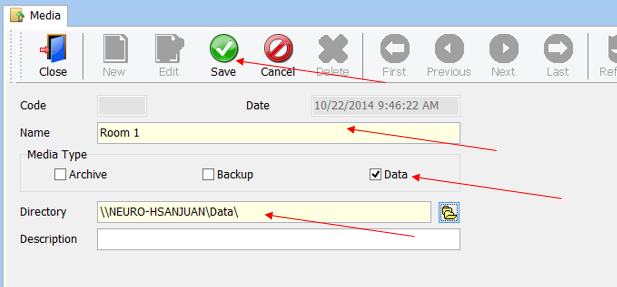 Media
Close New Edit Save Cancel Delete First Previous Next Last
Code Date 10/22/2014 9:46:22 AM
Name Room 1
Media Type
Archive Backup Data
Directory \\NEURO-HSANJUAN\Data\
Description